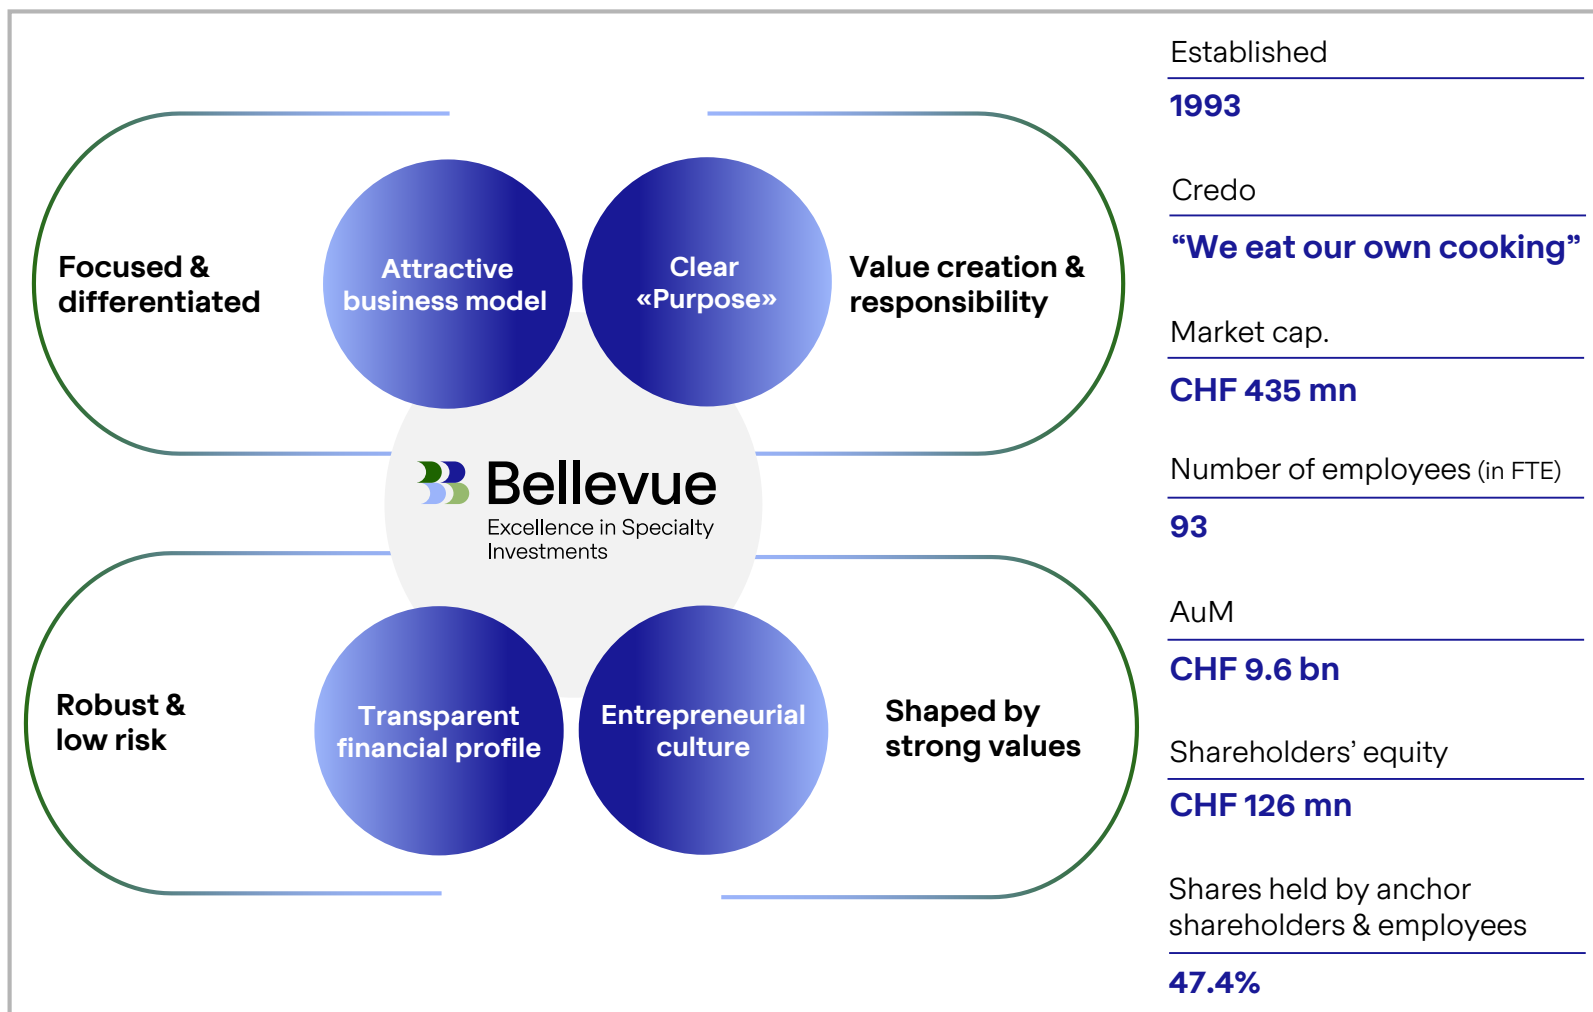 Focused &
differentiated
Attractive
business model
Clear
«Purpose»
Value creation &
responsibility
Bellevue
Excellence in Specialty
Investments
Robust &
low risk
Transparent
financial profile
Entrepreneurial
culture
Shaped by
strong values
Established
1993
Credo
“We eat our own cooking”
Market cap.
CHF 435 mn
Number of employees (in FTE)
93
AuM
CHF 9.6 bn
Shareholders’ equity
CHF 126 mn
Shares held by anchor
shareholders & employees
47.4%